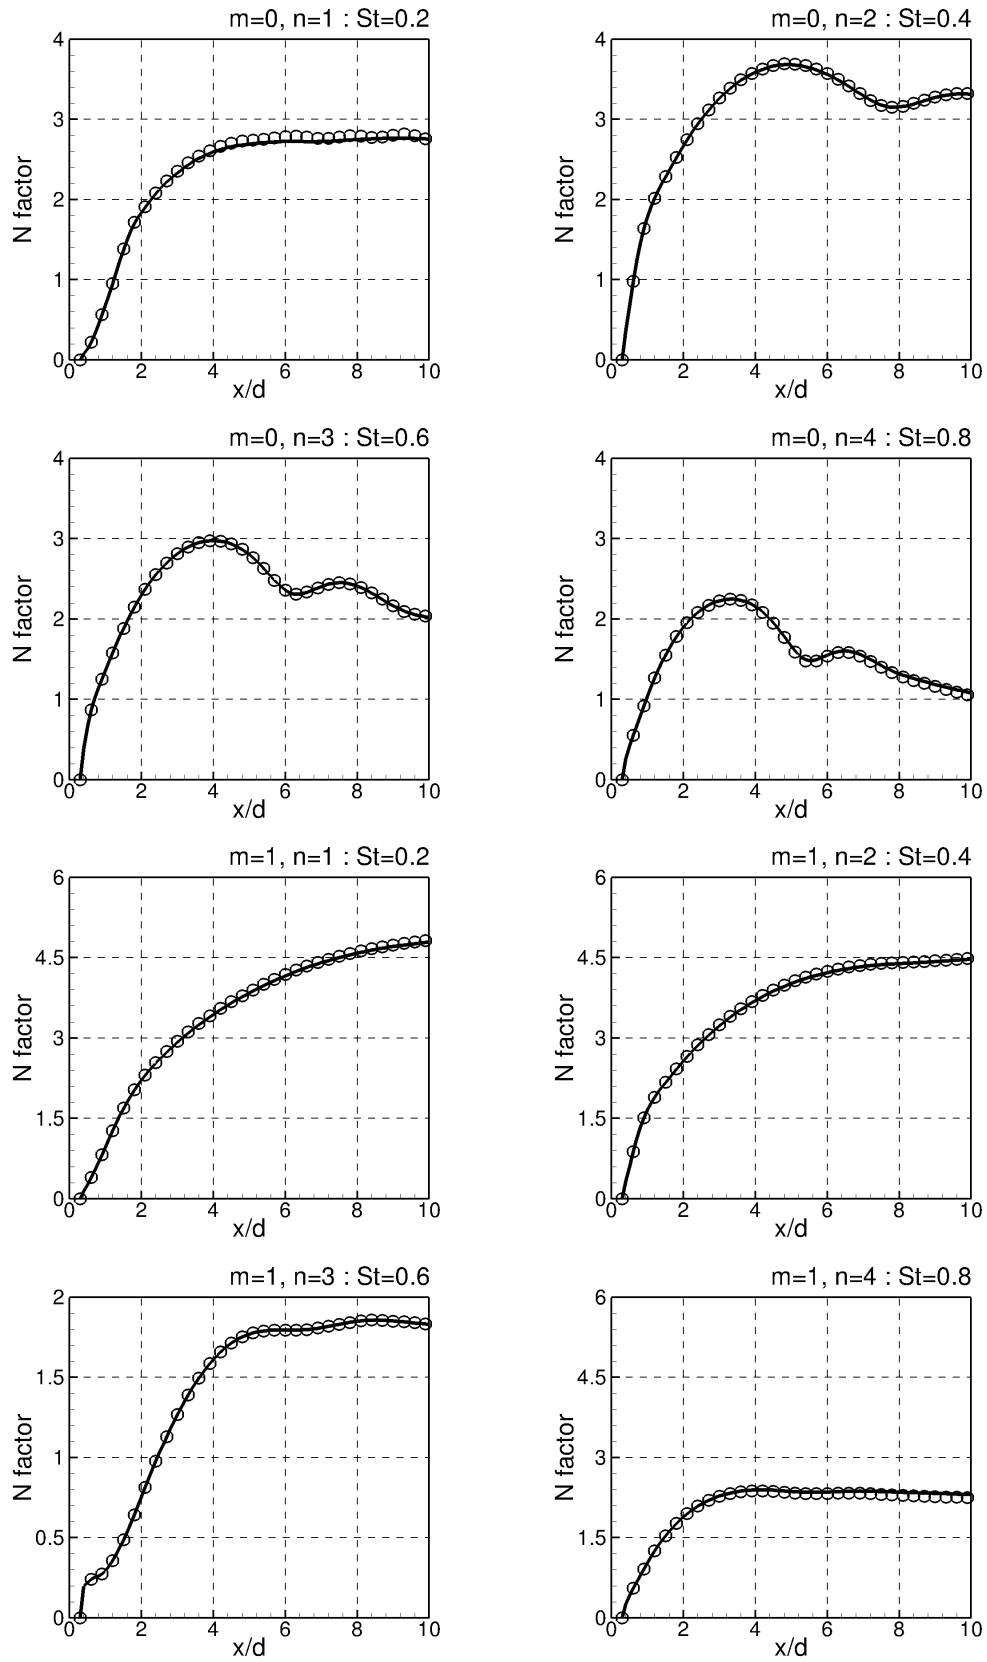 m=0, n=1 : St=0.2
m=0, n=2 : St=0.4
4
3
2
1
0
N factor
0 2 4 6 8 10
x/d
4
3
2
1
0
N factor
0 2 4 6 8 10
x/d
m=0, n=3 : St=0.6
m=0, n=4 : St=0.8
4
3
2
1
0
N factor
0 2 4 6 8 10
x/d
4
3
2
1
0
N factor
0 2 4 6 8 10
x/d
m=1, n=1 : St=0.2
m=1, n=2 : St=0.4
6
4.5
3
1.5
0
N factor
0 2 4 6 8 10
x/d
6
4.5
3
1.5
0
N factor
0 2 4 6 8 10
x/d
m=1, n=3 : St=0.6
m=1, n=4 : St=0.8
2
1.5
1
0.5
0
N factor
0 2 4 6 8 10
x/d
6
4.5
3
1.5
0
N factor
0 2 4 6 8 10
x/d